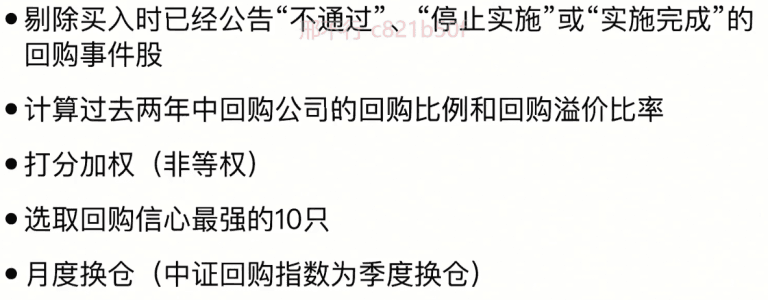 • 剔除买入时已经公告“不通过”、“停止实施”或“实施完成”的
回购事件股
• 计算过去两年中回购公司的回购比例和回购溢价比率
• 打分加权（非等权）
• 选取回购信心最强的10只
• 月度换仓（中证回购指数为季度换仓）